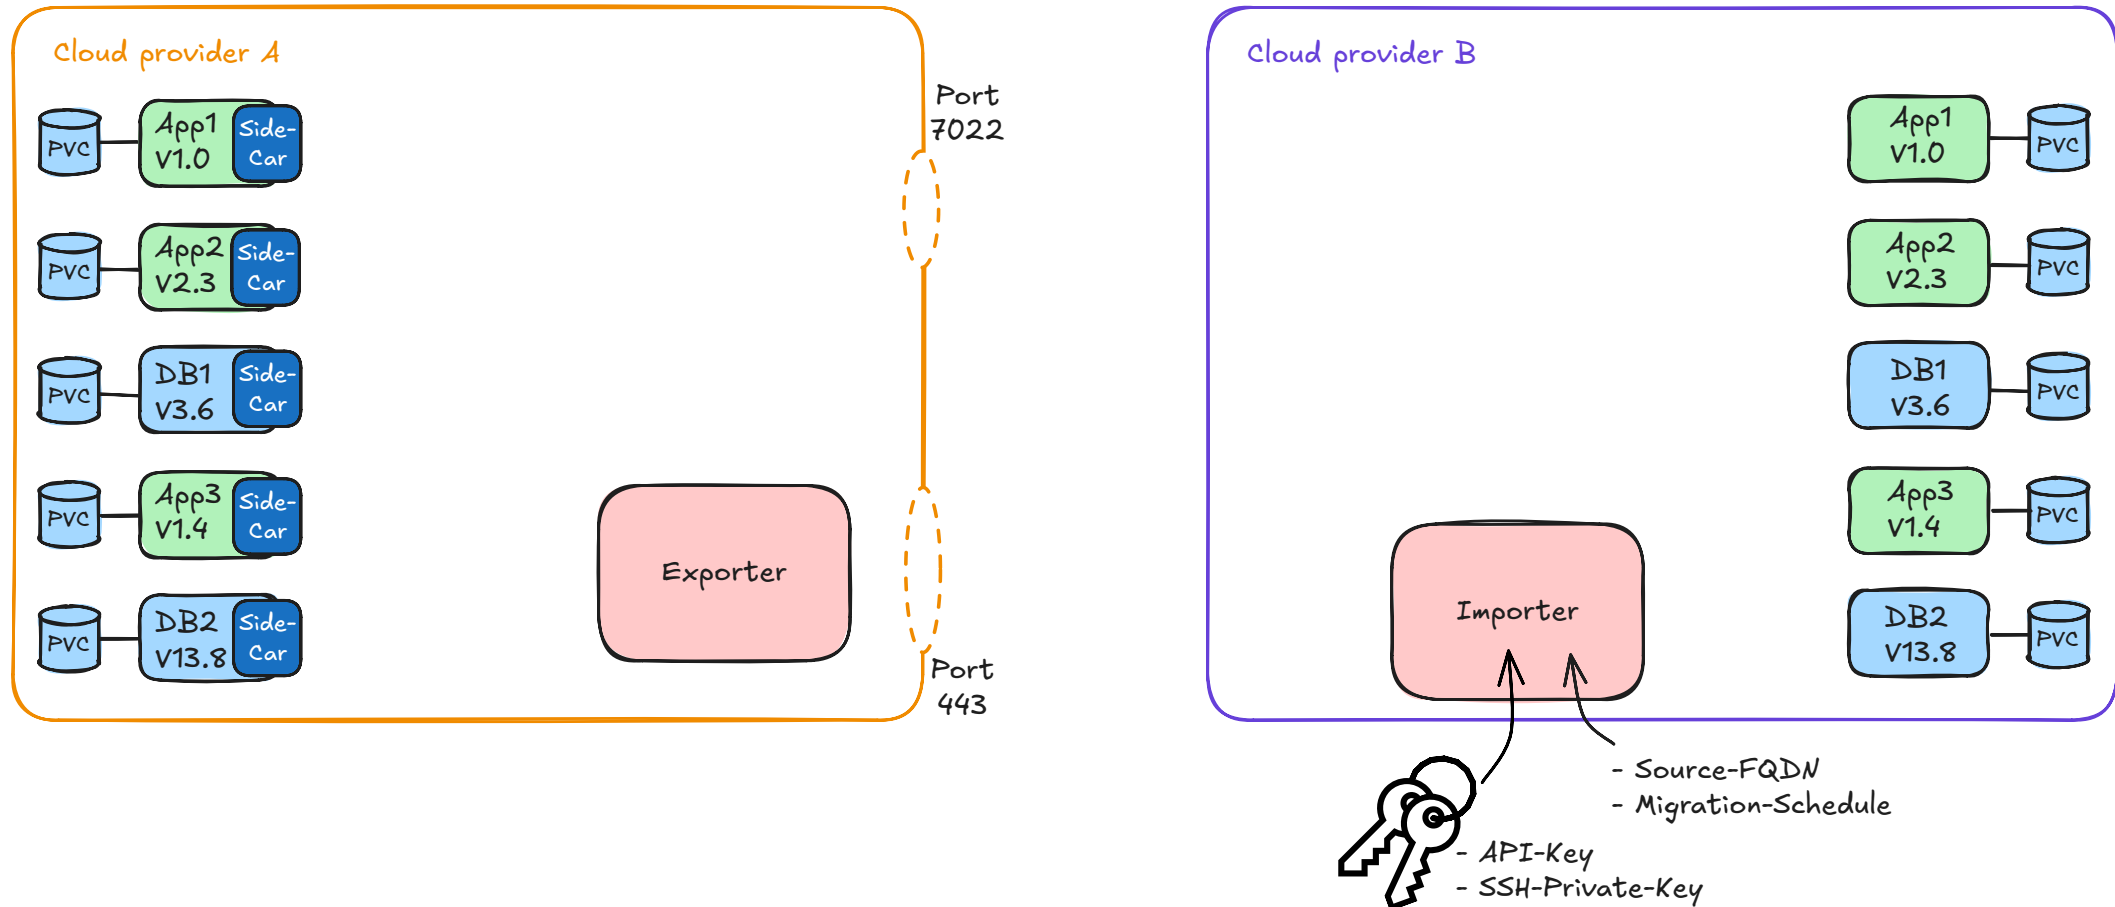 Cloud provider A
PVC
App1
V1.0
Side-
Car
PVC
App2
V2.3
Side-
Car
PVC
DB1
V3.6
Side-
Car
PVC
App3
V1.4
Side-
Car
PVC
DB2
V13.8
Side-
Car
Exporter
Port
7022
Port
443
Cloud provider B
App1
V1.0
PVC
App2
V2.3
PVC
DB1
V3.6
PVC
App3
V1.4
PVC
DB2
V13.8
PVC
Importer
- Source-FQDN
- Migration-Schedule
- API-Key
- SSH-Private-Key